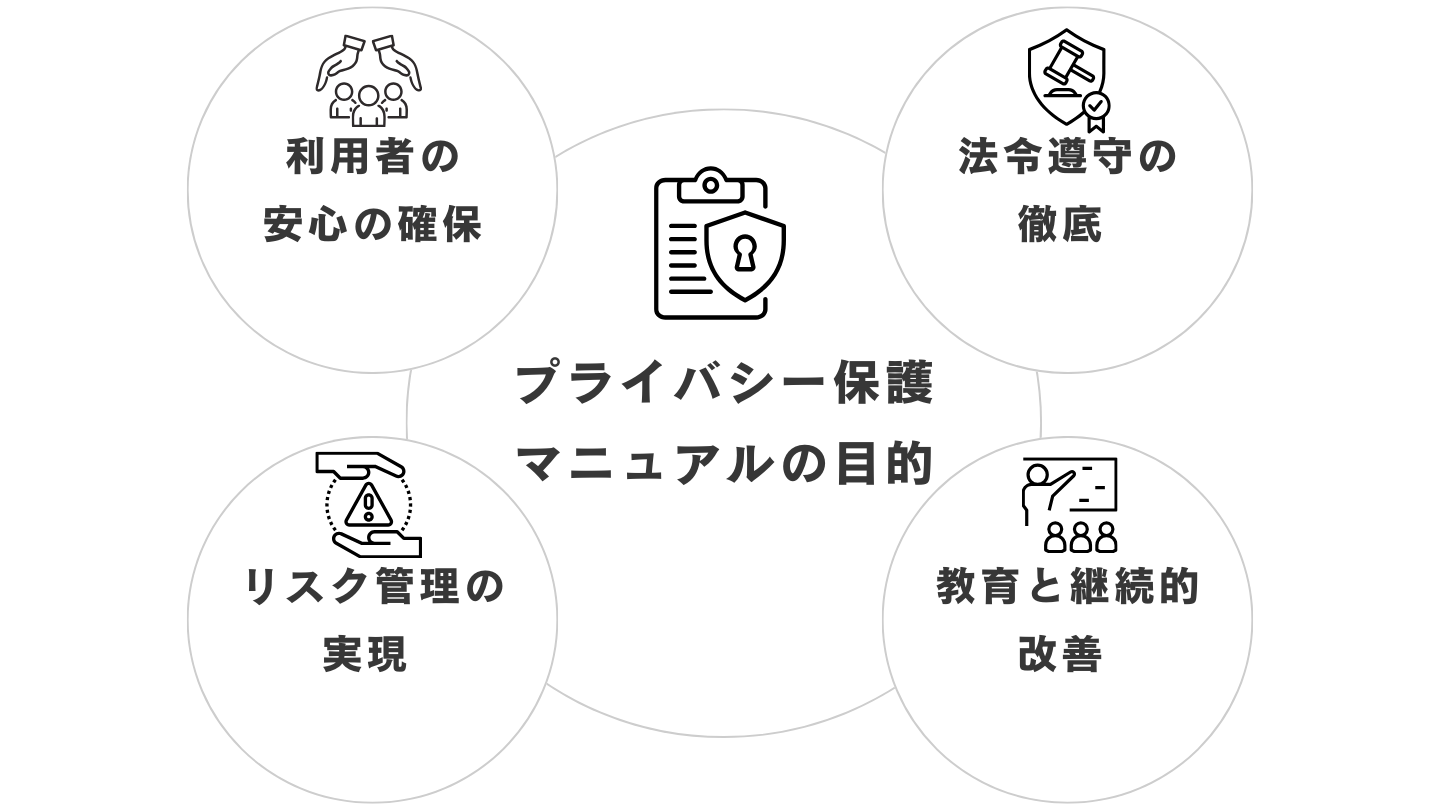 利用者の
安心の確保
法令遵守の
徹底
プライバシー保護
マニュアルの目的
リスク管理の
実現
教育と継続的
改善